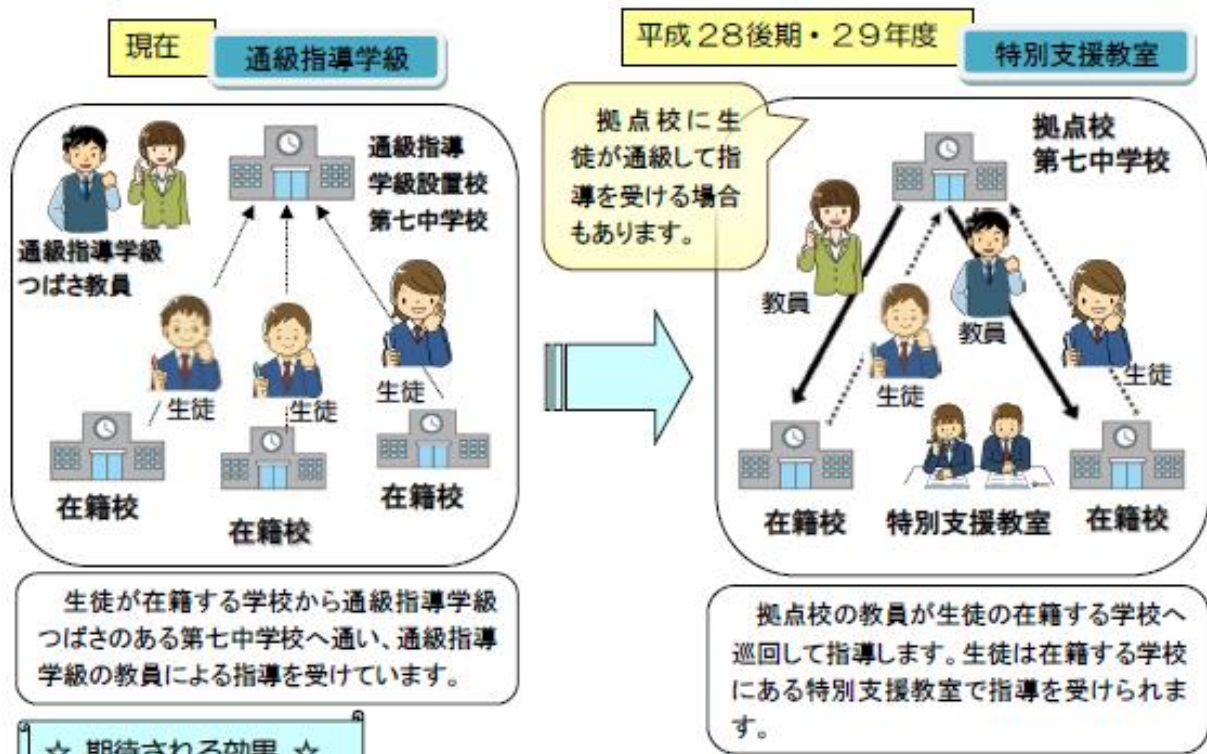 現在
通級指導学級
通級指導
学級設置校
第七中学校
通級指導学級
つばさ教員
生徒
生徒
生徒
在籍校
在籍校
在籍校
生徒が在籍する学校から通級指導学級
つばさのある第七中学校へ通い、通級指導
学級の教員による指導を受けています。
平成28後期・29年度
特別支援教室
拠点校に生
徒が通級して指
導を受ける場合
もあります。
拠点校
第七中学校
教員
教員
生徒
生徒
在籍校
特別支援教室
在籍校
拠点校の教員が生徒の在籍する学校へ
巡回して指導します。生徒は在籍する学校
にある特別支援教室で指導を受けられま
す。
☆ 期待される効果 ☆